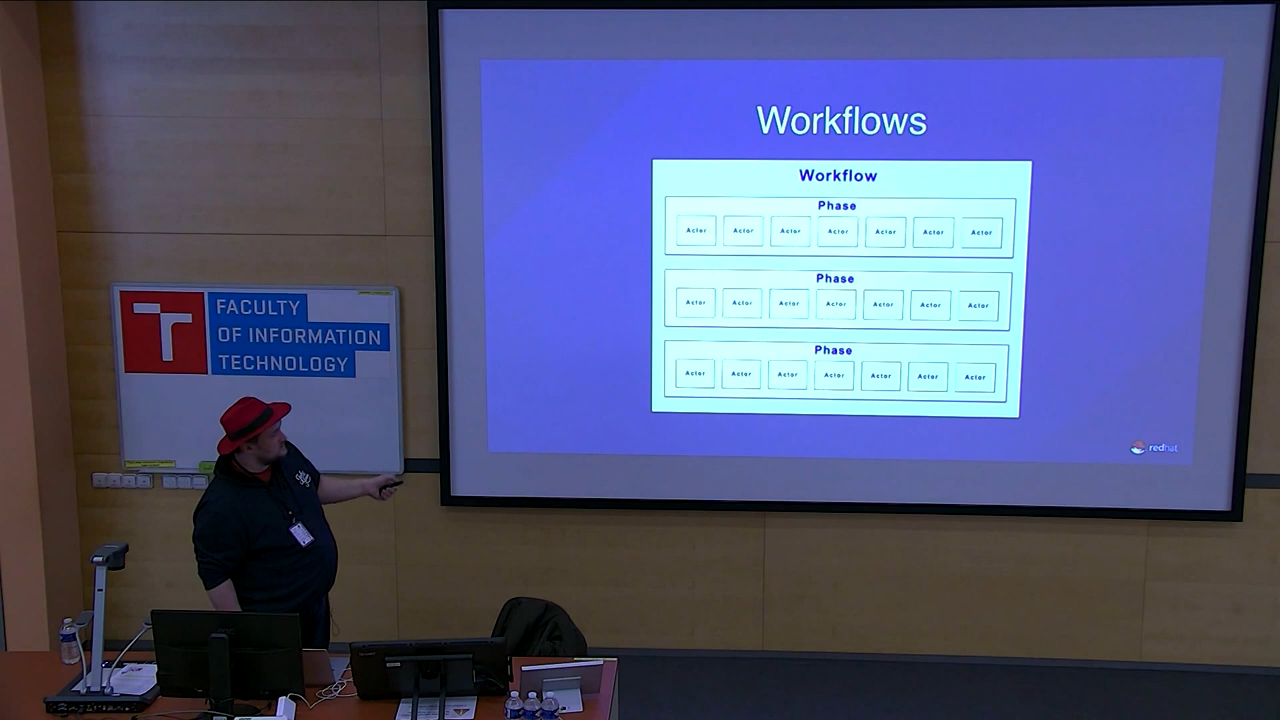 Workflows
Workflow
Phase
Actor Actor Actor Actor Actor Actor Actor
Phase
Actor Actor Actor Actor Actor Actor Actor
Phase
Actor Actor Actor Actor Actor Actor Actor
redhat
T
FACULTY
OF INFORMATION
TECHNOLOGY